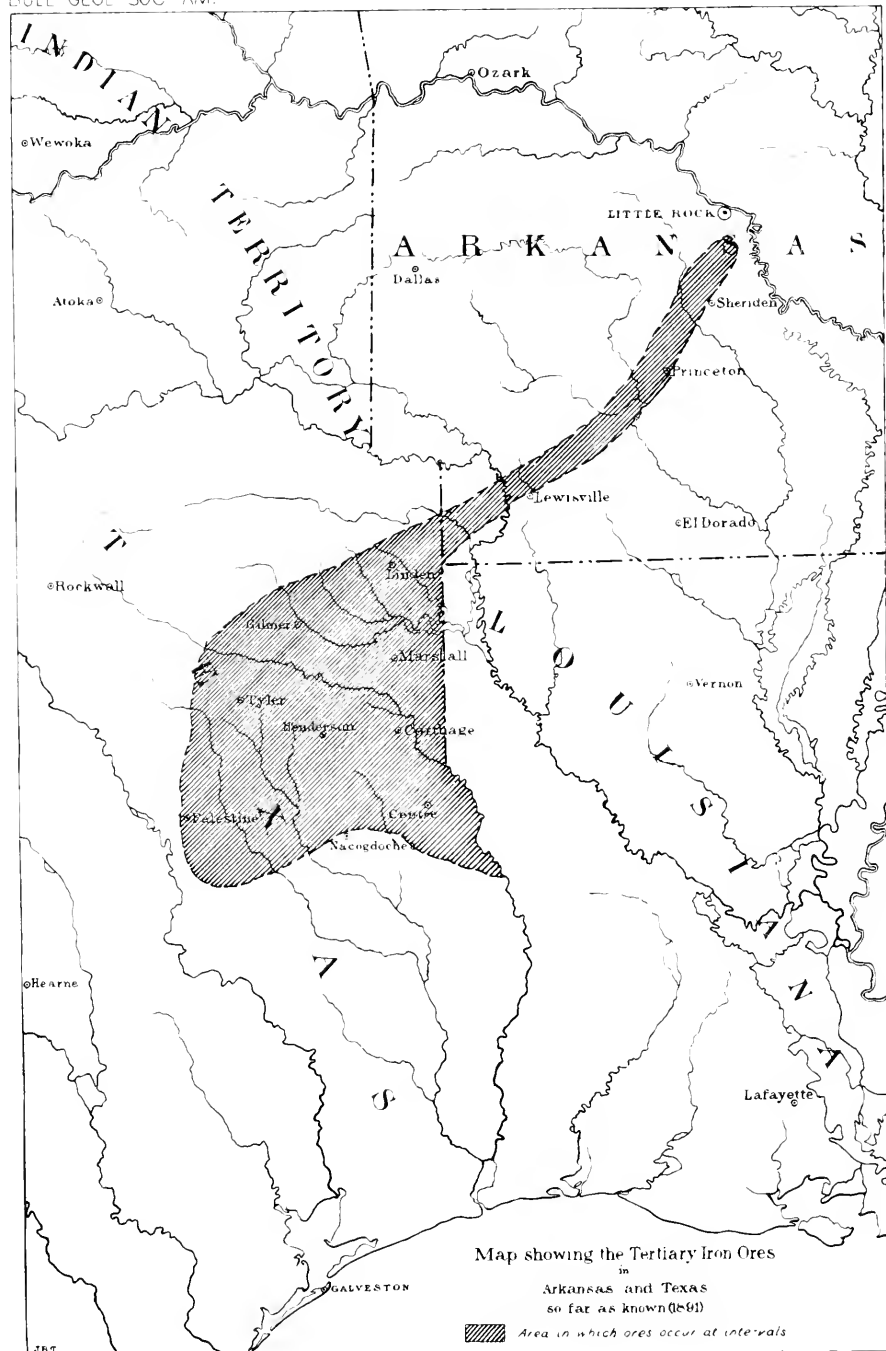 BULL GEOL SOC AM.
INDIAN
TERRITORY
Ozark
Wewoka
LITTLE ROCK
ARKANSAS
Dallas
Atoka
Sheriden
Princeton
Lewisville
El Dorado
Rockwall
Linden
Gilmer
Marshall
LOUISIANA
TEXAS
Vernon
Tyler
Henderson
Carthage
Palestine
Centre
Nacogdoches
Hearne
Lafayette
GALVESTON
Map showing the Tertiary Iron Ores
in
Arkansas and Texas
so far as known (1891)
Area in which ores occur at intervals